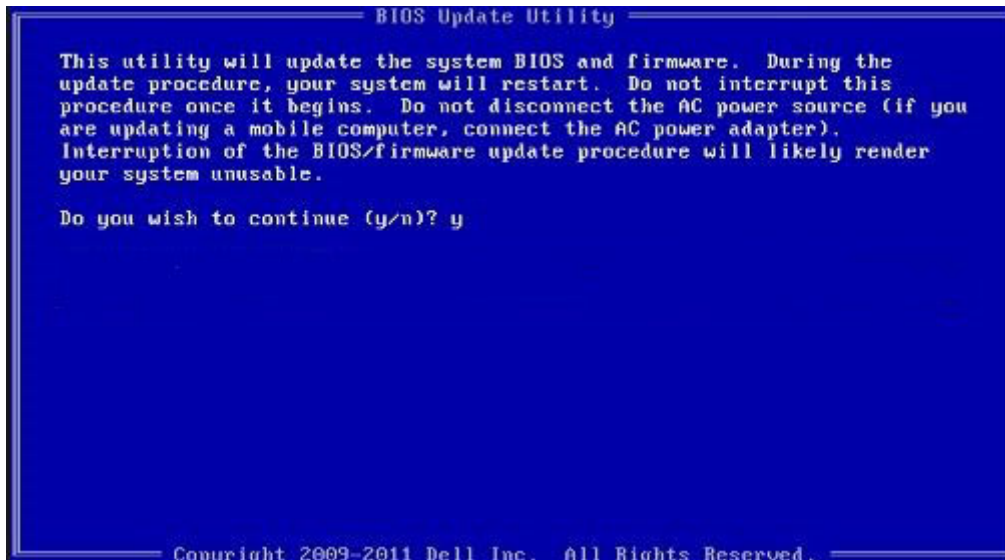 BIOS Update Utility
This utility will update the system BIOS and firmware. During the
update procedure, your system will restart. Do not interrupt this
procedure once it begins. Do not disconnect the AC power source (if you
are updating a mobile computer, connect the AC power adapter).
Interruption of the BIOS/firmware update procedure will likely render
your system unusable.
Do you wish to continue (y/n)? y
Copyright 2009-2011 Dell Inc. All Rights Reserved.